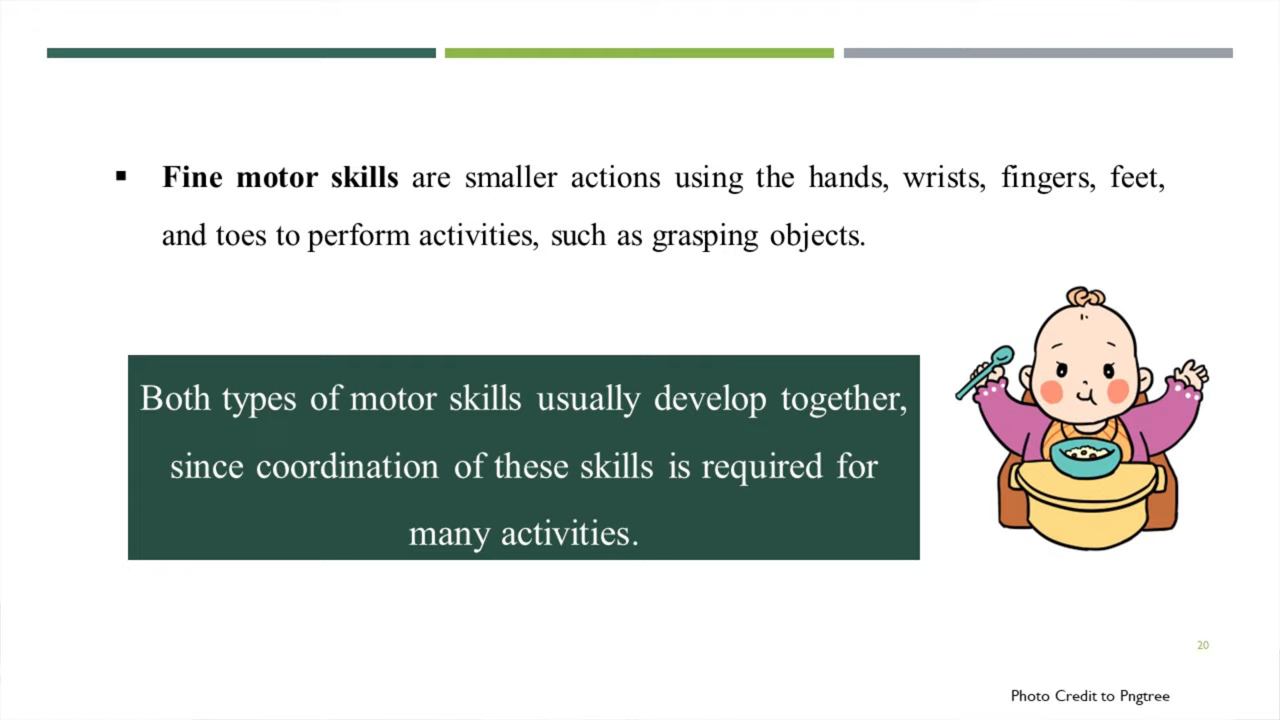 ▪ Fine motor skills are smaller actions using the hands, wrists, fingers, feet,
and toes to perform activities, such as grasping objects.
Both types of motor skills usually develop together,
since coordination of these skills is required for
many activities.
20
Photo Credit to Pngtree